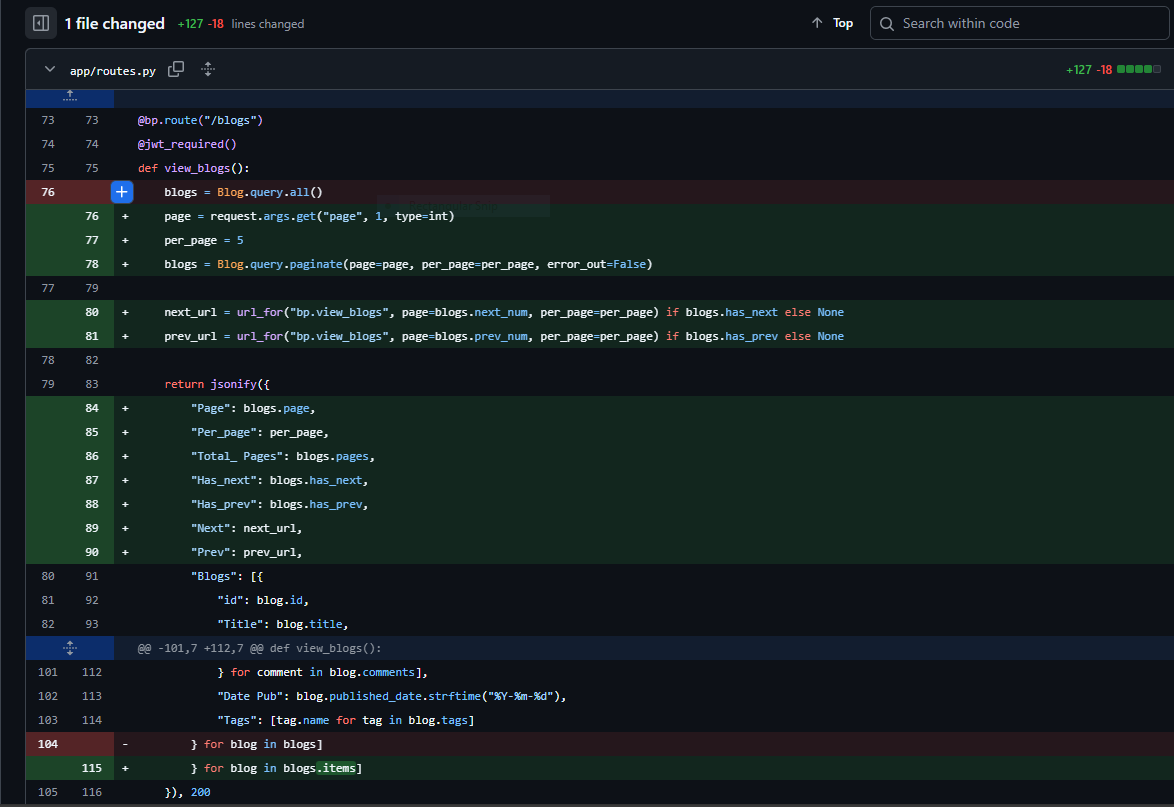 1 file changed +127 -18 lines changed Top Search within code
app/routes.py +127 -18
73 73 @bp.route("/blogs")
74 74 @jwt_required()
75 75 def view_blogs():
76 + blogs = Blog.query.all()
76 + page = request.args.get("page", 1, type=int)
77 + per_page = 5
78 + blogs = Blog.query.paginate(page=page, per_page=per_page, error_out=False)
77 79
80 + next_url = url_for("bp.view_blogs", page=blogs.next_num, per_page=per_page) if blogs.has_next else None
81 + prev_url = url_for("bp.view_blogs", page=blogs.prev_num, per_page=per_page) if blogs.has_prev else None
78 82
79 83 return jsonify({
84 + "Page": blogs.page,
85 + "Per_page": per_page,
86 + "Total_ Pages": blogs.pages,
87 + "Has_next": blogs.has_next,
88 + "Has_prev": blogs.has_prev,
89 + "Next": next_url,
90 + "Prev": prev_url,
80 91 "Blogs": [{
81 92 "id": blog.id,
82 93 "Title": blog.title,
@@ -101,7 +112,7 @@ def view_blogs():
101 112 } for comment in blog.comments],
102 113 "Date Pub": blog.published_date.strftime("%Y-%m-%d"),
103 114 "Tags": [tag.name for tag in blog.tags]
104 - } for blog in blogs]
115 + } for blog in blogs.items]
105 116 }), 200